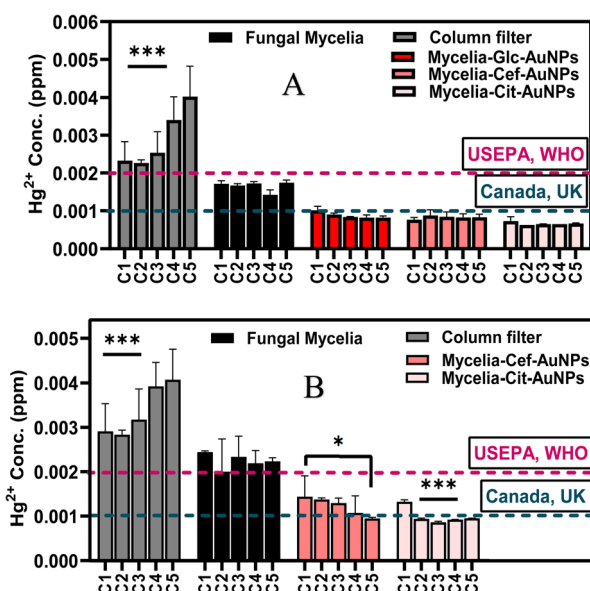 0.006
0.005
0.004
0.003
0.002
0.001
0.000
Hg2+ Conc. (ppm)
***
Fungal Mycelia
Column filter
Mycelia-Glc-AuNPs
Mycelia-Cef-AuNPs
Mycelia-Cit-AuNPs
A
USEPA, WHO
Canada, UK
C1 C2 C3 C4 C5 C1 C2 C3 C4 C5 C1 C2 C3 C4 C5 C1 C2 C3 C4 C5 C1 C2 C3 C4 C5
0.005
0.004
0.003
0.002
0.001
0.000
Hg2+ Conc. (ppm)
***
Fungal Mycelia
Column filter
Mycelia-Cef-AuNPs
Mycelia-Cit-AuNPs
B
*
USEPA, WHO
***
Canada, UK
C1 C2 C3 C4 C5 C1 C2 C3 C4 C5 C1 C2 C3 C4 C5 C1 C2 C3 C4 C5